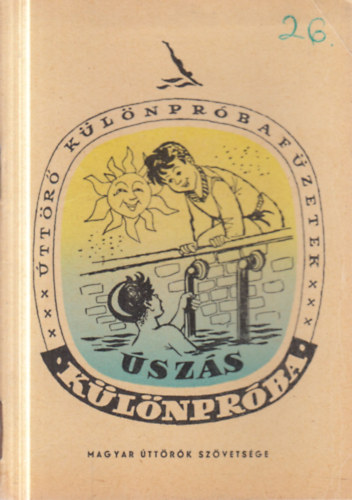 26.
××× ÚTTÖRŐ KÜLÖNPRÓBAFÜZETEK ×××
ÚSZÁS
• KÜLÖNPRÓBA •
MAGYAR ÚTTÖRŐK SZÖVETSÉGE